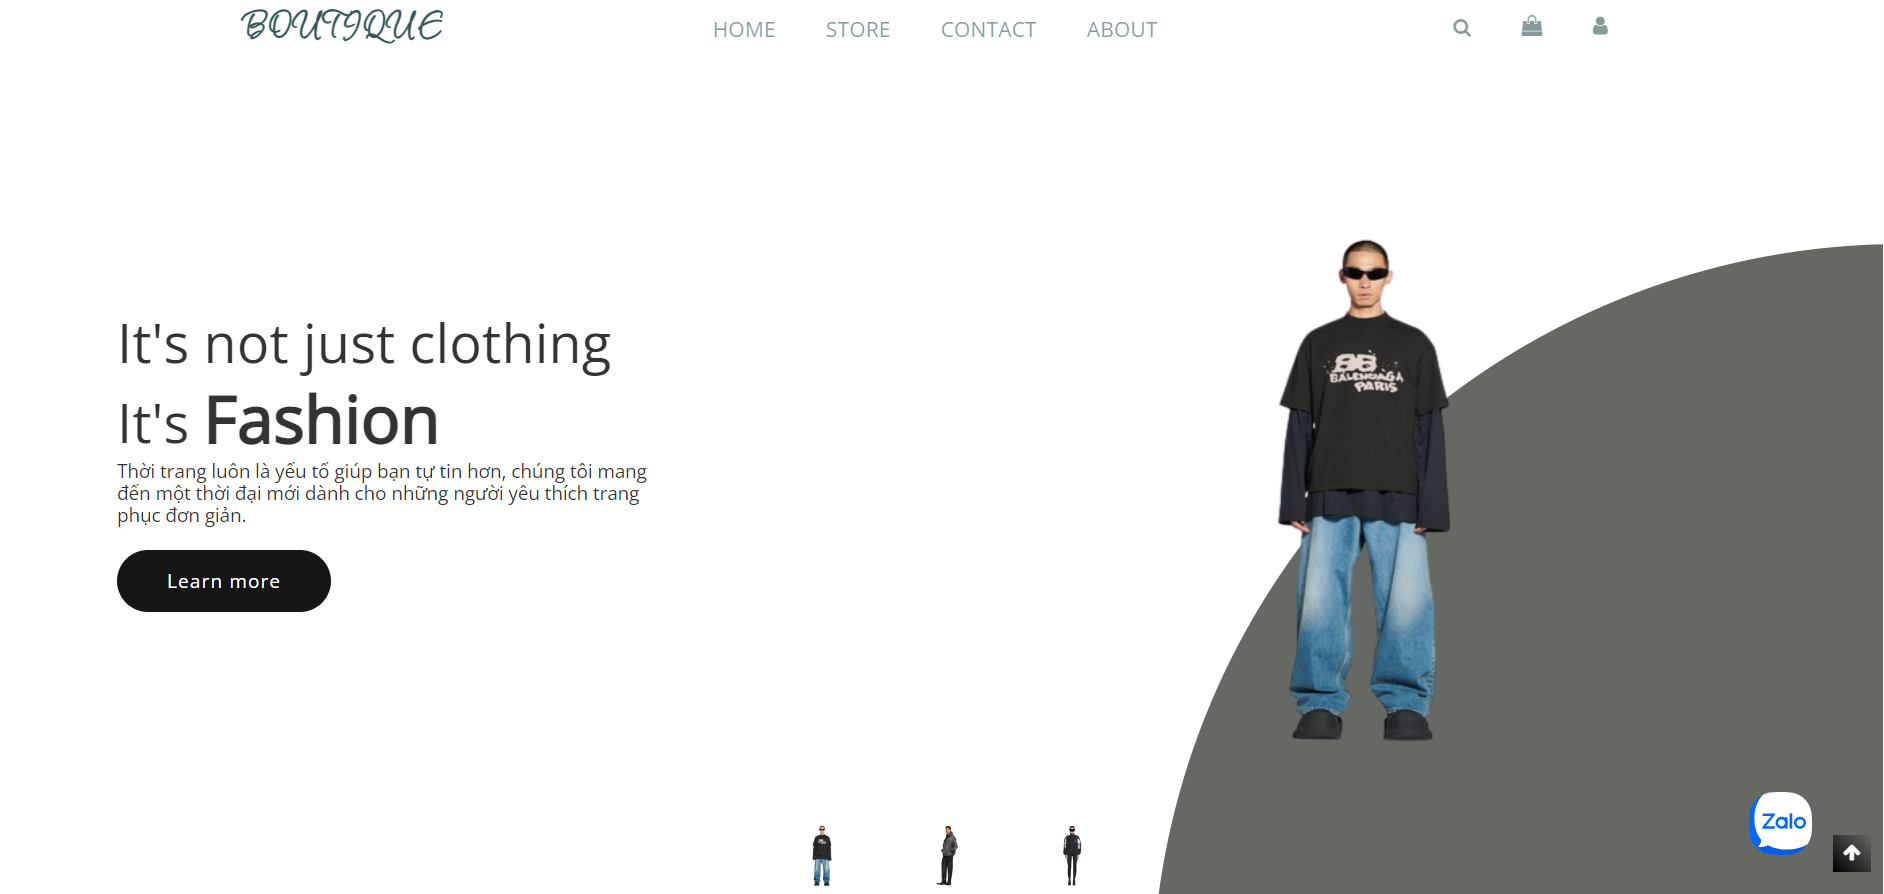 BOUTIQUE
HOME
STORE
CONTACT
ABOUT
It's not just clothing
It's Fashion
Thời trang luôn là yếu tố giúp bạn tự tin hơn, chúng tôi mang
đến một thời đại mới dành cho những người yêu thích trang
phục đơn giản.
Learn more
BALENCIAGA
PARIS
Zalo